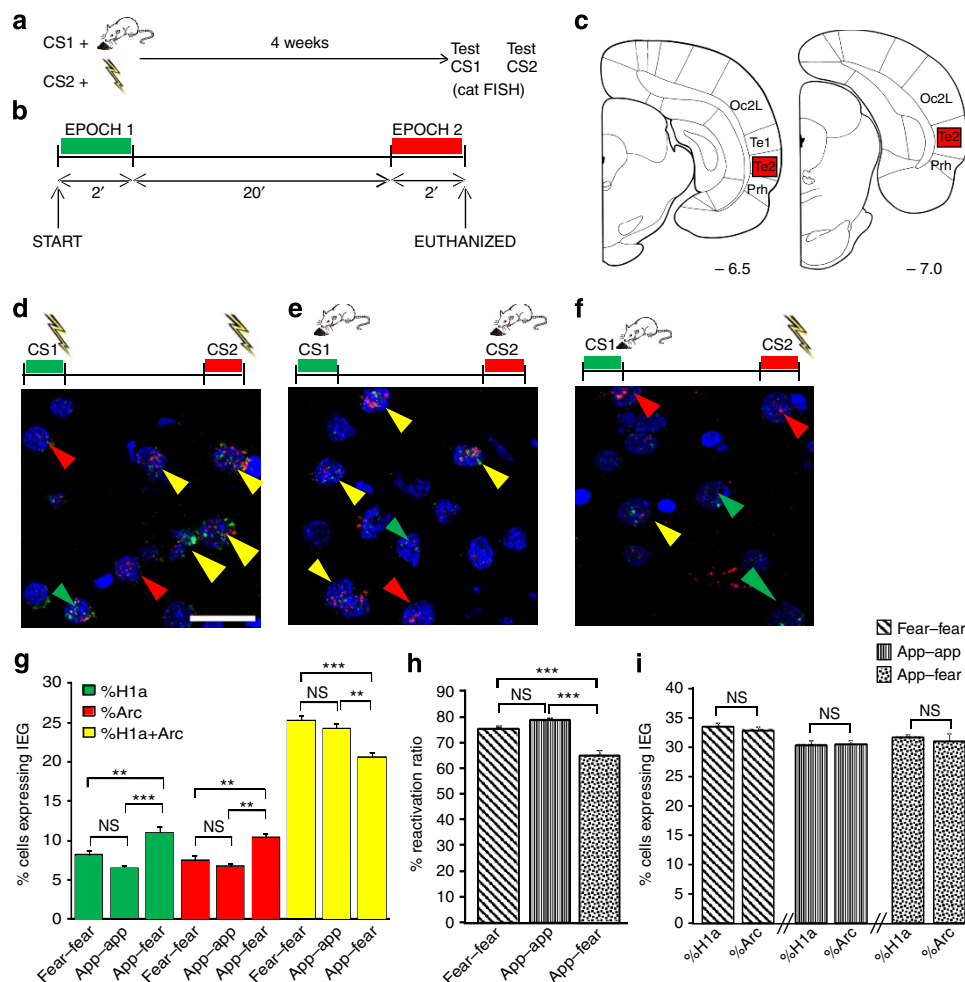 a
CS1 +
CS2 +
4 weeks
Test Test
CS1 CS2
(cat FISH)
b
EPOCH 1
EPOCH 2
2′
20′
2′
START
EUTHANIZED
c
Oc2L
Te1
Te2
Prh
– 6.5
Oc2L
Te2
Prh
– 7.0
d
CS1
CS2
e
CS1
CS2
f
CS1
CS2
g
% cells expressing IEG
30
25
20
15
10
5
0
%H1a
%Arc
%H1a+Arc
**
***
NS
**
**
NS
***
NS
**
Fear–fear
App–app
App–fear
Fear–fear
App–app
App–fear
Fear–fear
App–app
App–fear
h
% reactivation ratio
90
80
70
60
50
40
30
20
10
0
***
NS
***
Fear–fear
App–app
App–fear
Fear–fear
App–app
App–fear
i
% cells expressing IEG
40
35
30
25
20
15
10
5
0
NS
NS
NS
%H1a
%Arc
%H1a
%Arc
%H1a
%Arc